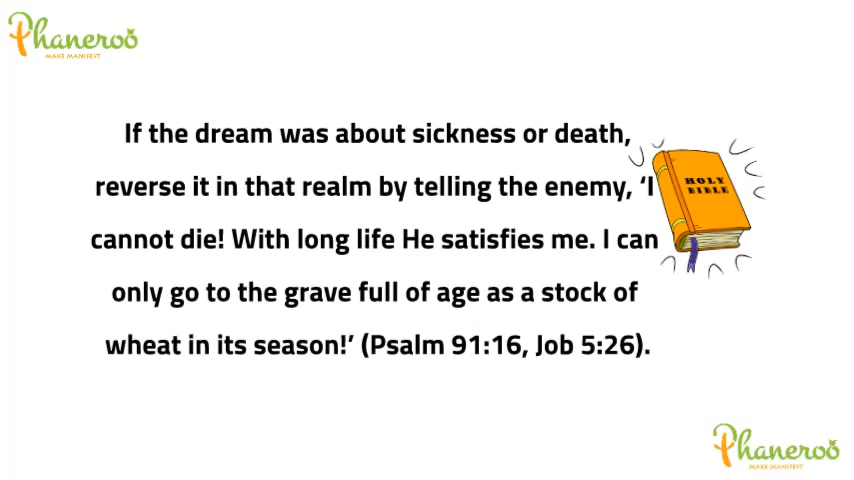 Phaneroo
MAKE MANIFEST
If the dream was about sickness or death,
reverse it in that realm by telling the enemy, ‘I
cannot die! With long life He satisfies me. I can
only go to the grave full of age as a stock of
wheat in its season!’ (Psalm 91:16, Job 5:26).
HOLY
BIBLE
Phaneroo
MAKE MANIFEST